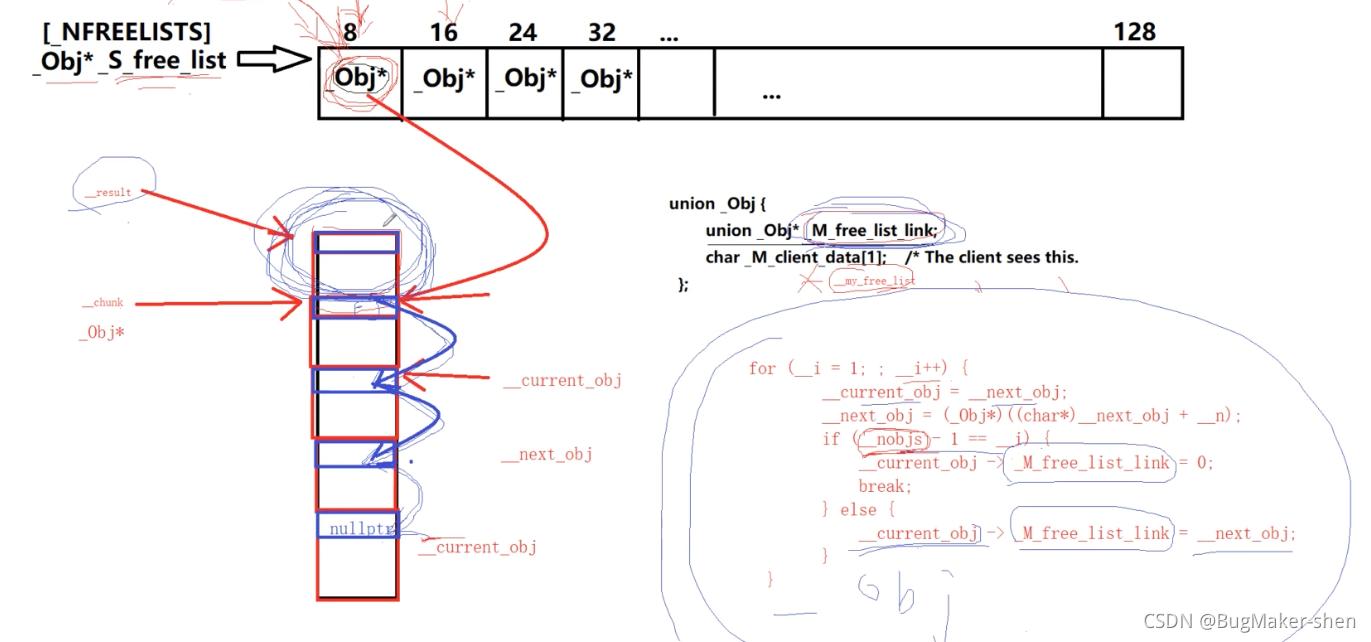 [_NFREELISTS]
8 16 24 32 ... 128
_Obj* _S_free_list
_Obj* _Obj* _Obj* _Obj* ...
__result
__chunk
_Obj*
__current_obj
__next_obj
nullptr
__current_obj
union _Obj {
union _Obj* _M_free_list_link;
char _M_client_data[1]; /* The client sees this.
};
__my_free_list
for (__i = 1; ; __i++) {
__current_obj = __next_obj;
__next_obj = (_Obj*)((char*)__next_obj + __n);
if (__nobjs - 1 == __i) {
__current_obj -> _M_free_list_link = 0;
break;
} else {
__current_obj -> _M_free_list_link = __next_obj;
}
}
__ obj
CSDN @BugMaker-shen